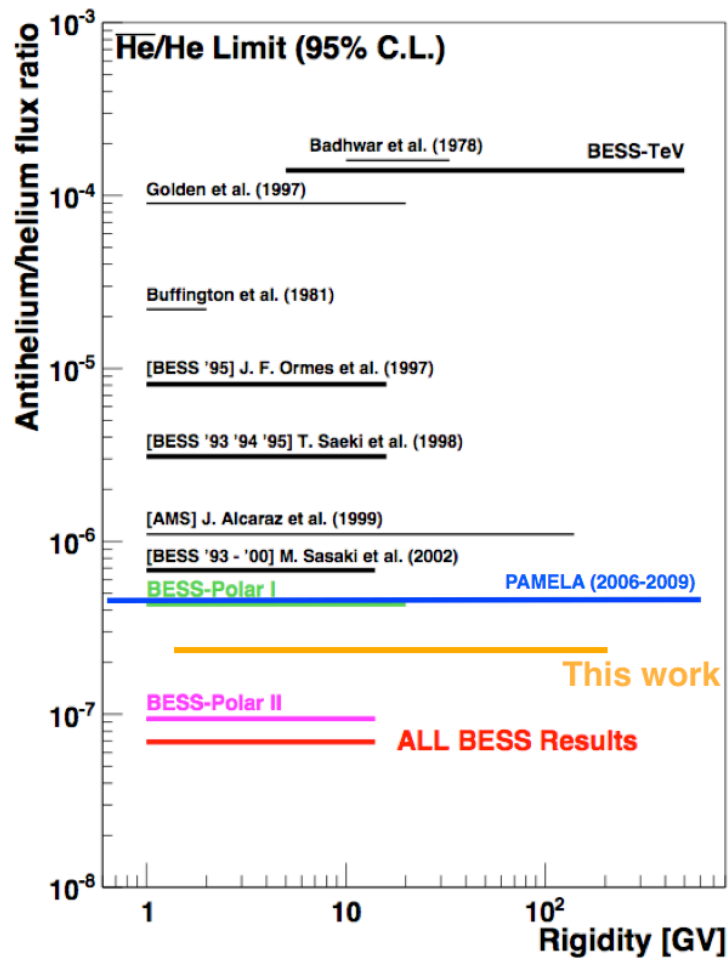 Antihelium/helium flux ratio
10⁻³
10⁻⁴
10⁻⁵
10⁻⁶
10⁻⁷
10⁻⁸
H̅e̅/He Limit (95% C.L.)
Badhwar et al. (1978)
BESS-TeV
Golden et al. (1997)
Buffington et al. (1981)
[BESS '95] J. F. Ormes et al. (1997)
[BESS '93 '94 '95] T. Saeki et al. (1998)
[AMS] J. Alcaraz et al. (1999)
[BESS '93 - '00] M. Sasaki et al. (2002)
BESS-Polar I
PAMELA (2006-2009)
This work
BESS-Polar II
ALL BESS Results
1 10 10²
Rigidity [GV]